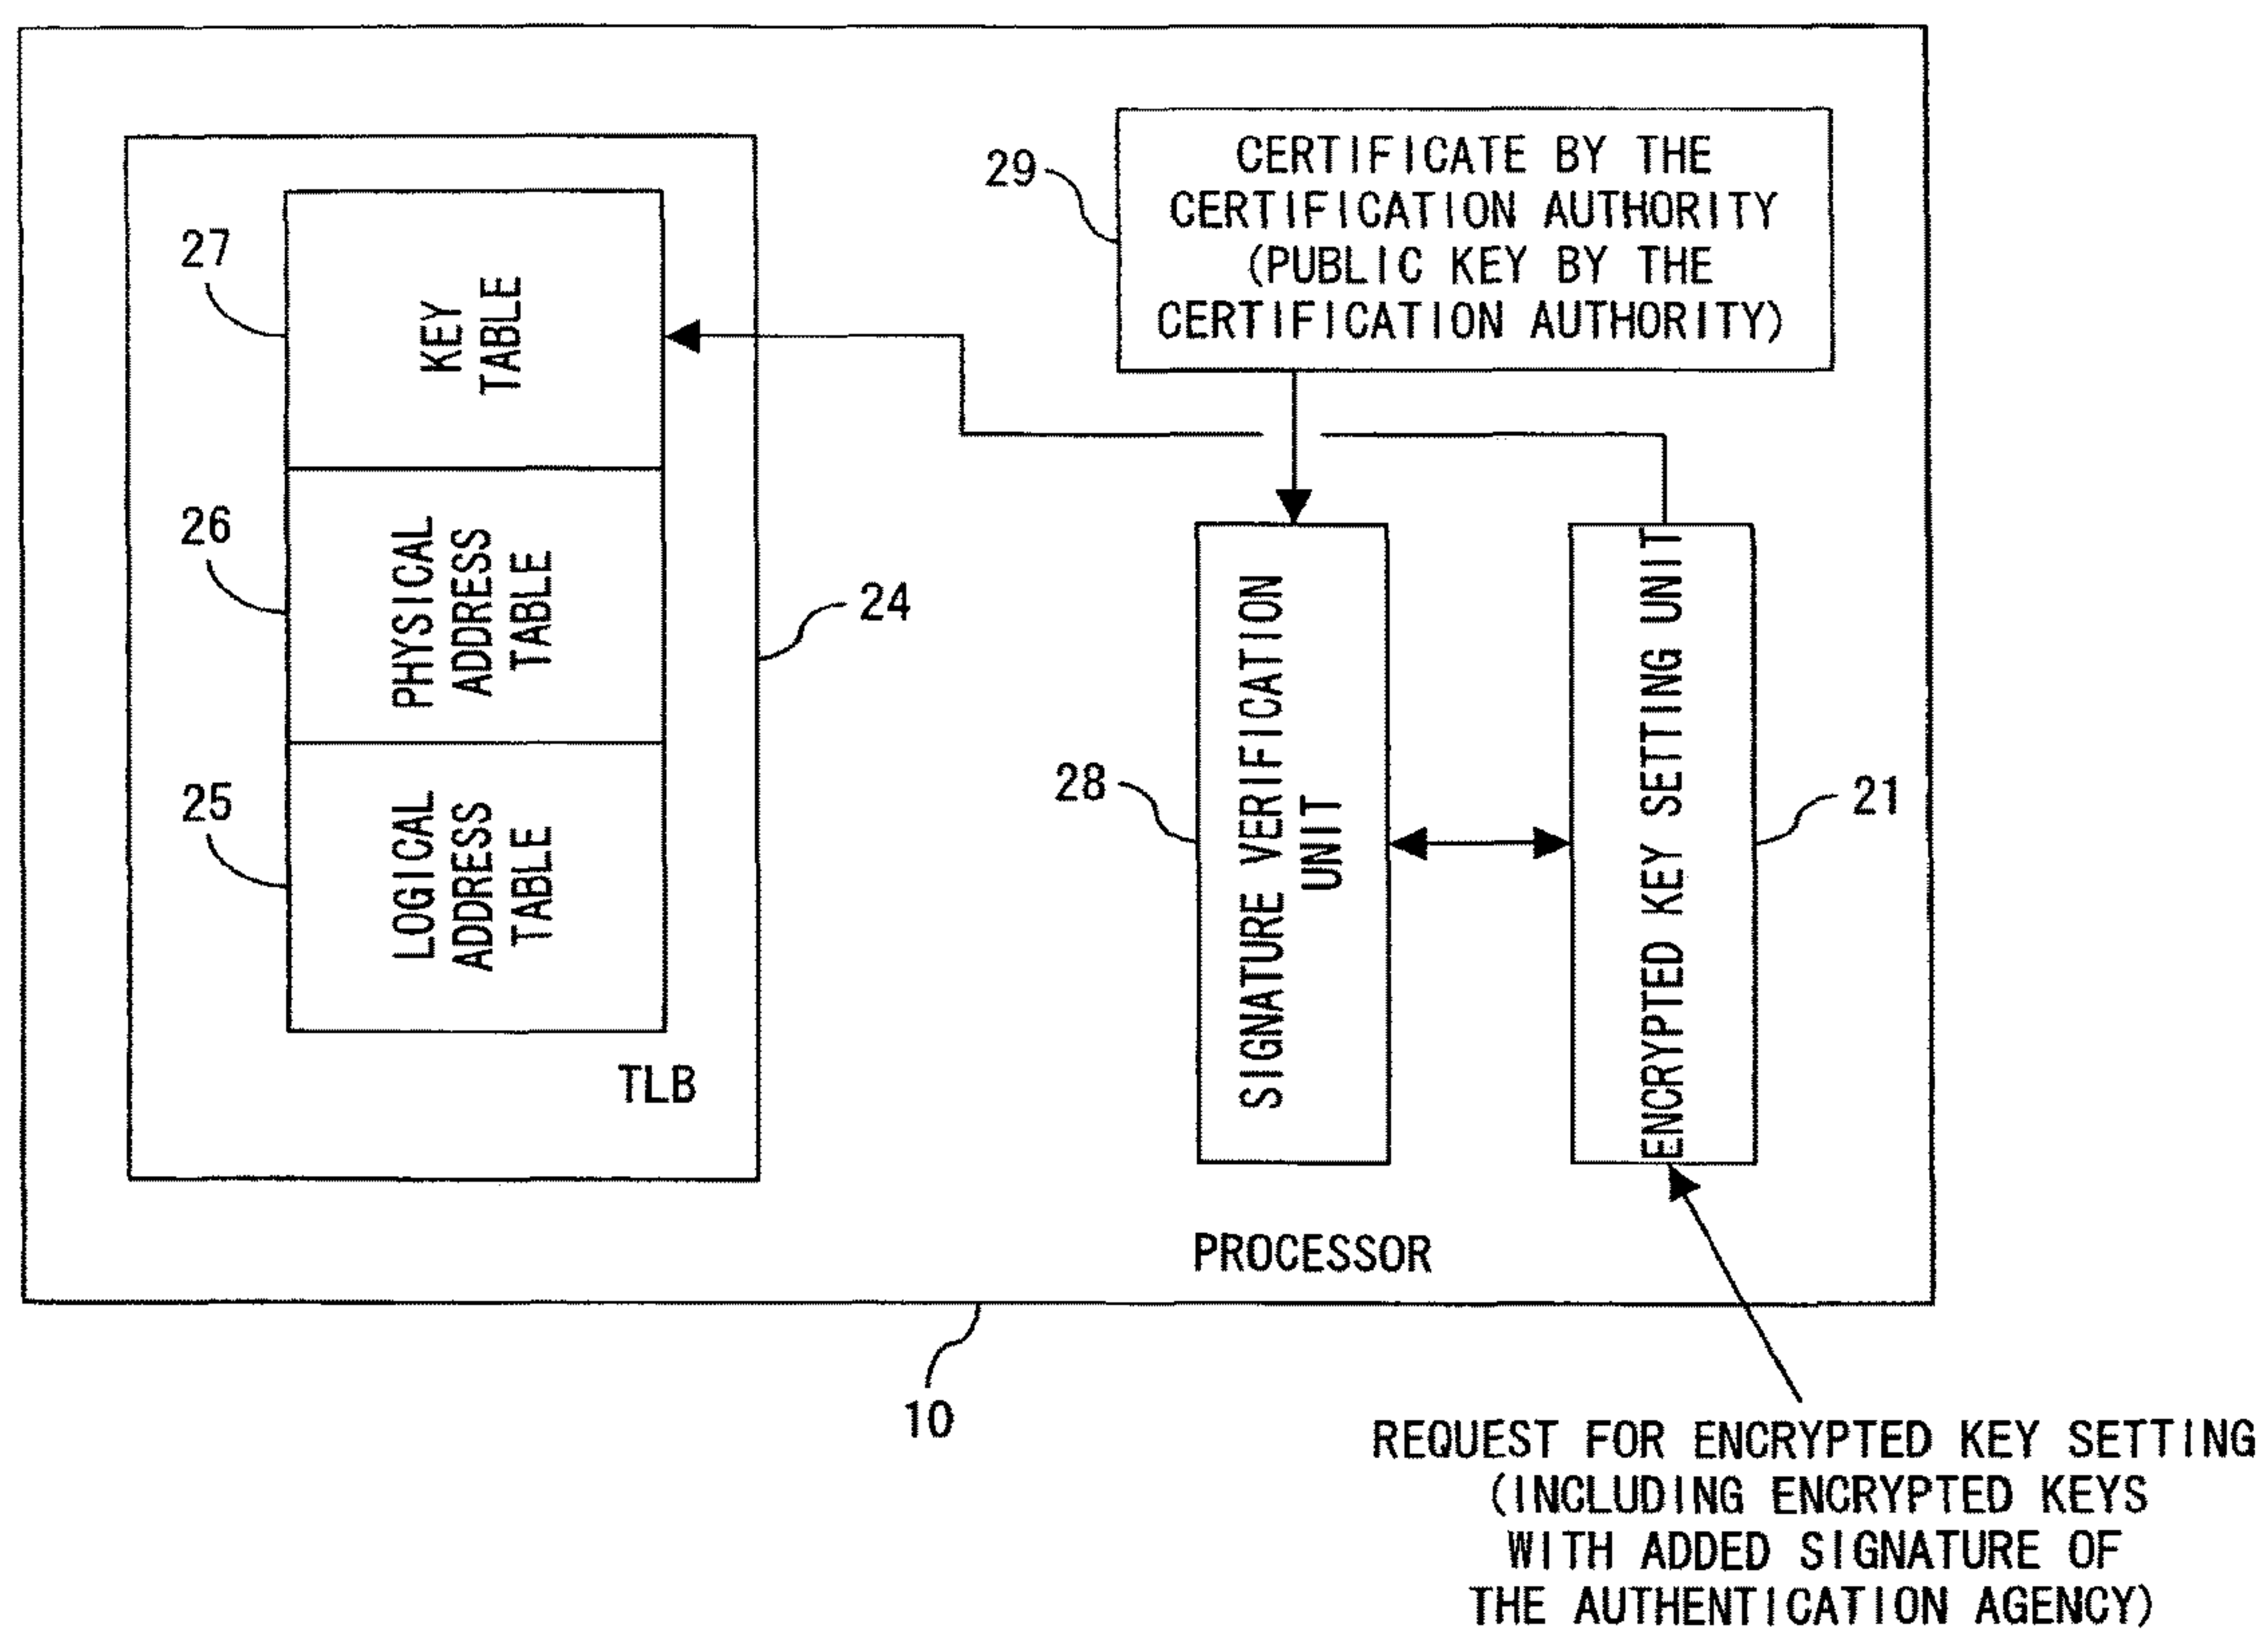 29
CERTIFICATE BY THE
CERTIFICATION AUTHORITY
(PUBLIC KEY BY THE
CERTIFICATION AUTHORITY)
27
KEY
TABLE
26
PHYSICAL
ADDRESS
TABLE
24
25
LOGICAL
ADDRESS
TABLE
TLB
28
SIGNATURE VERIFICATION
UNIT
ENCRYPTED KEY SETTING UNIT
21
PROCESSOR
10
REQUEST FOR ENCRYPTED KEY SETTING
(INCLUDING ENCRYPTED KEYS
WITH ADDED SIGNATURE OF
THE AUTHENTICATION AGENCY)